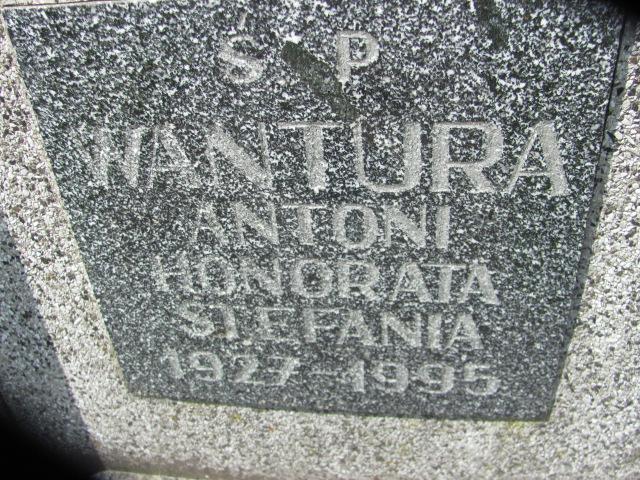 Ś P
WANTURA
ANTONI
HONORATA
STEFANIA
1927-1995